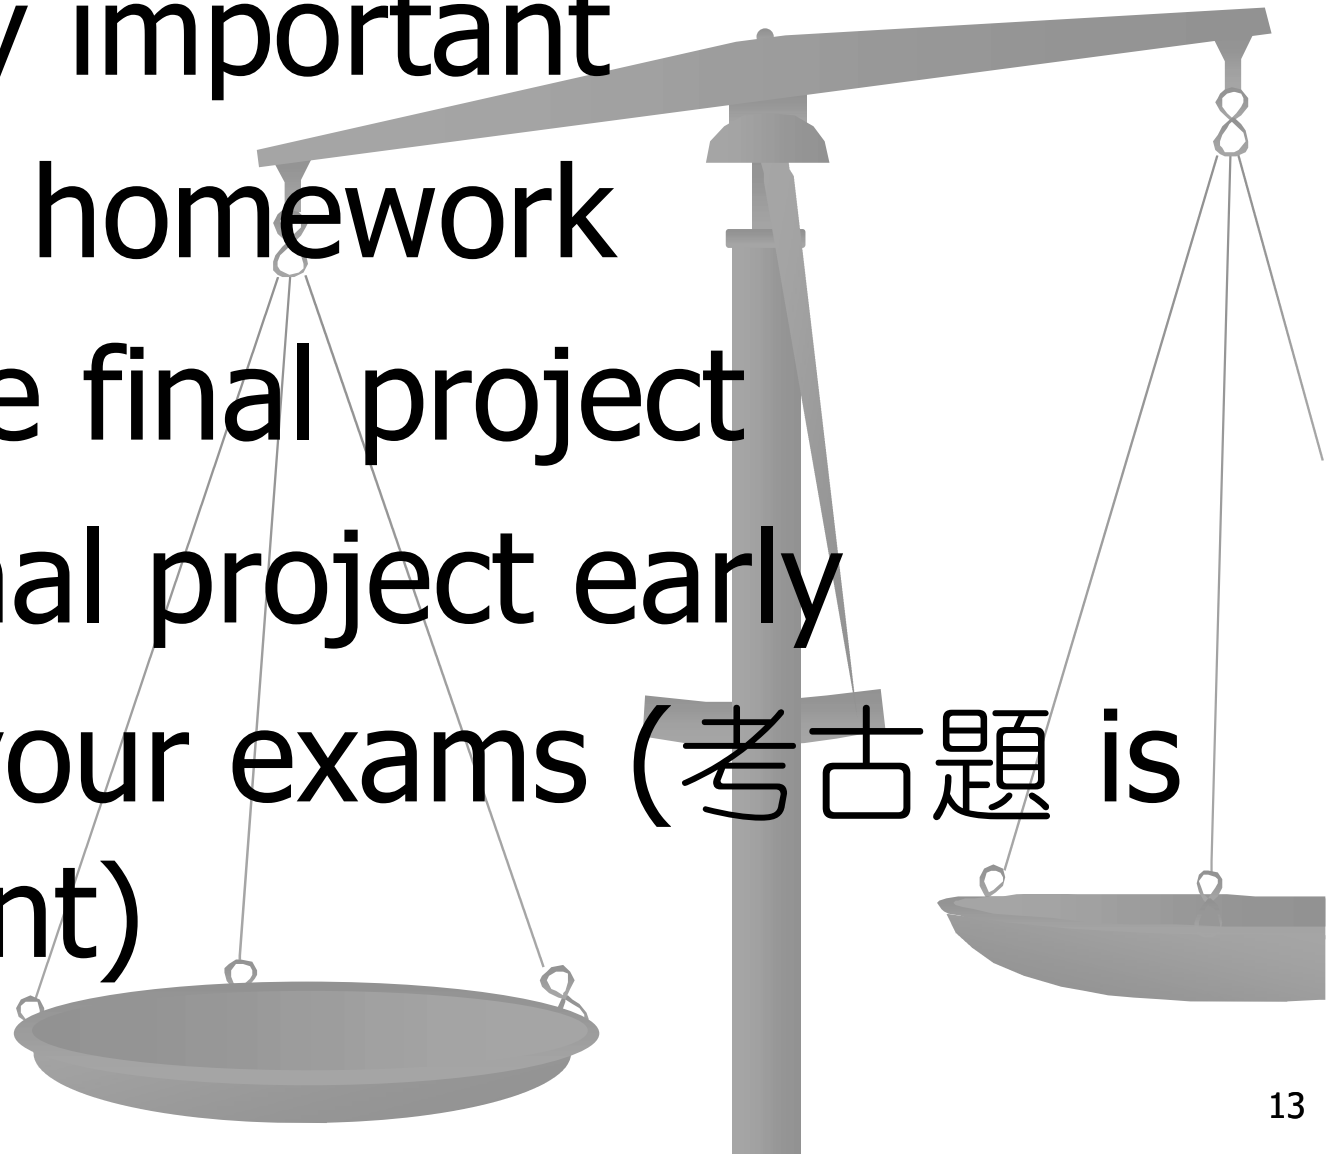 y important
homework
e final project
nal project early
your exams (考古題 is
nt)
13